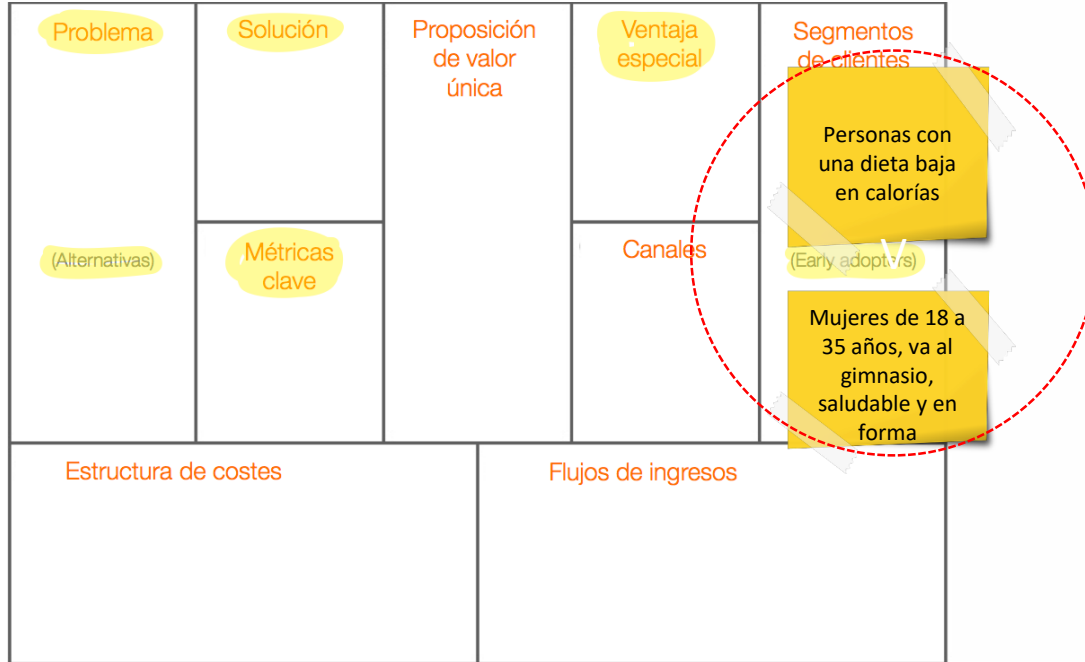 Problema
(Alternativas)
Solución
Métricas
clave
Proposición
de valor
única
Ventaja
especial
Canales
Segmentos
de clientes
Personas con
una dieta baja
en calorías
V
(Early adopters)
Mujeres de 18 a
35 años, va al
gimnasio,
saludable y en
forma
Estructura de costes
Flujos de ingresos